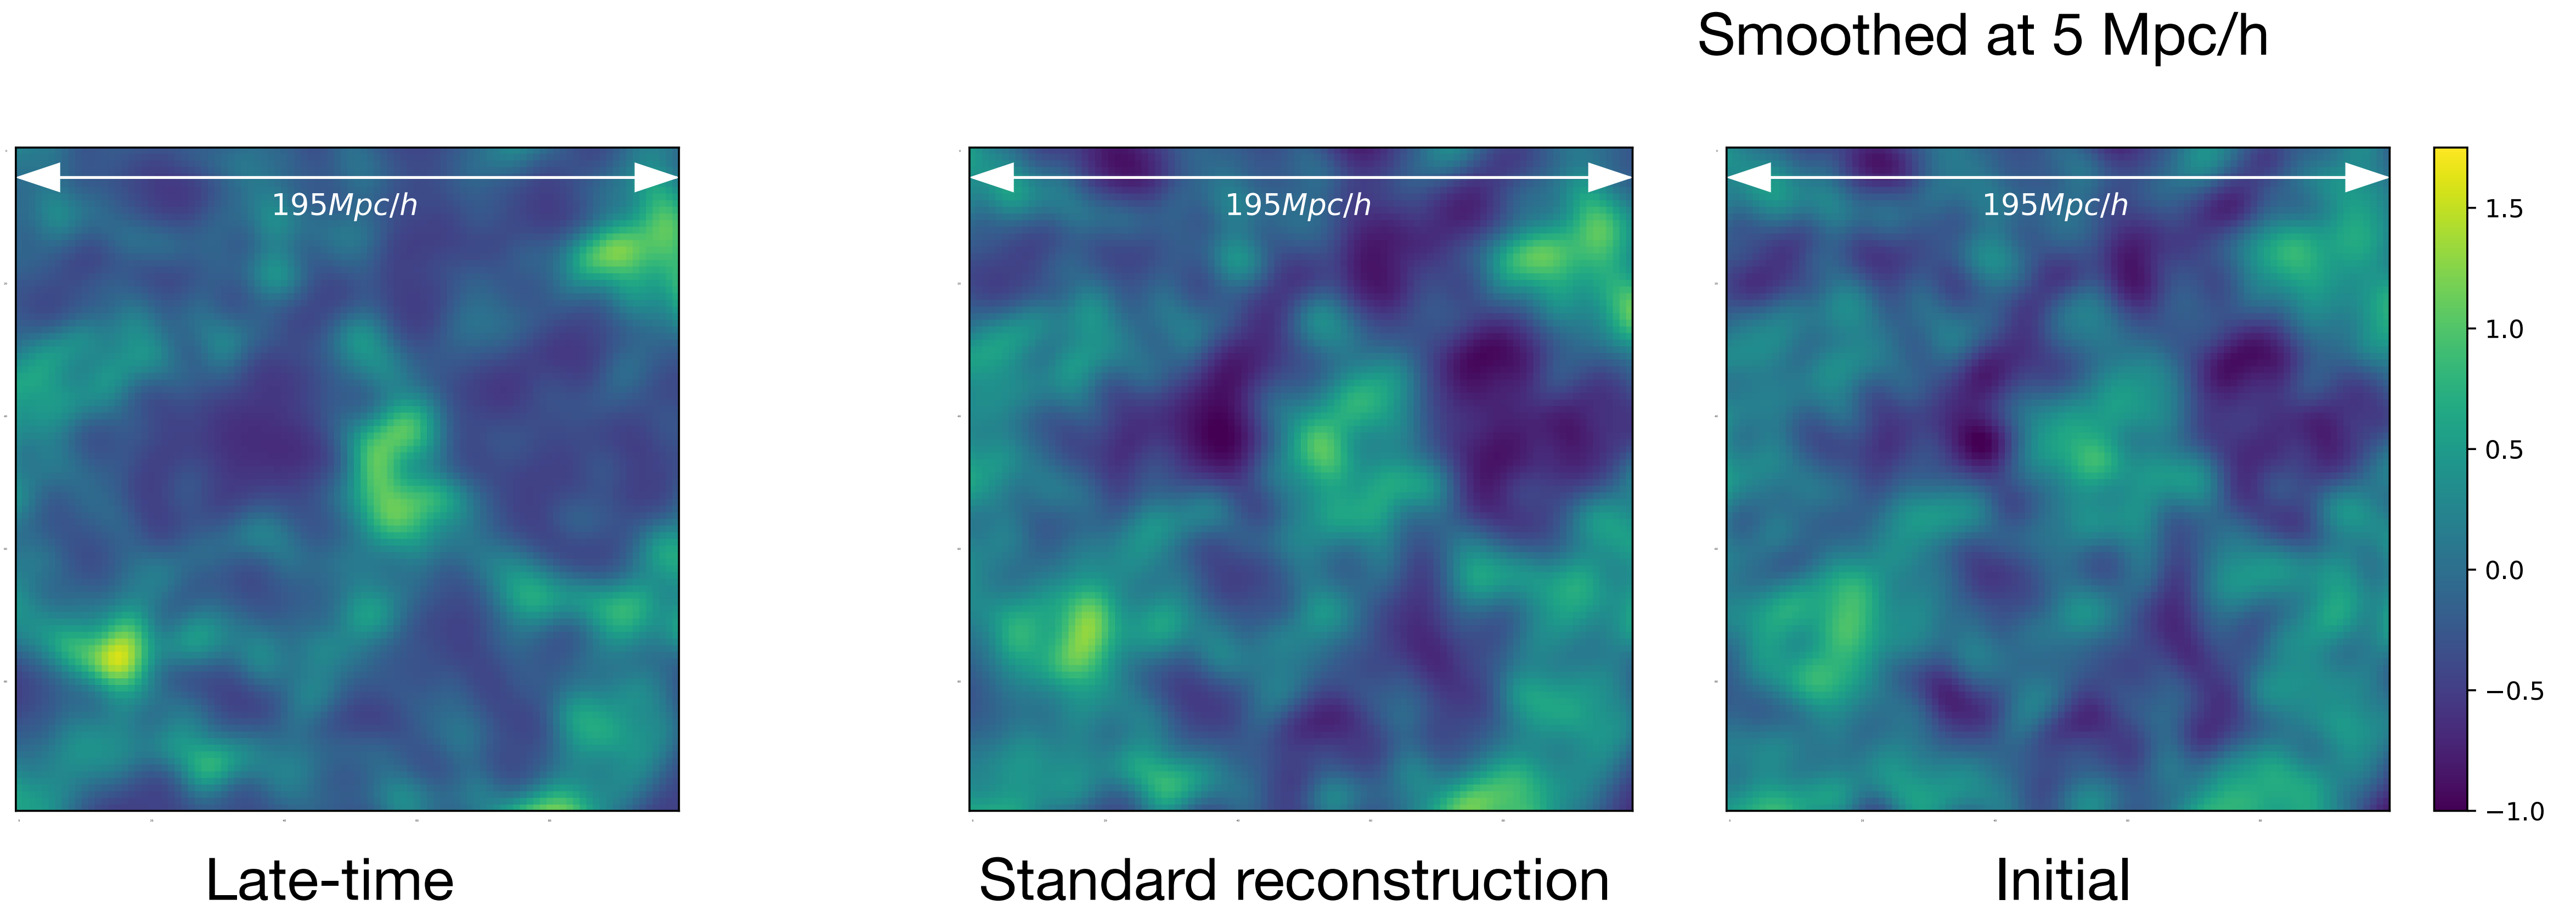 Smoothed at 5 Mpc/h
195Mpc/h
195Mpc/h
195Mpc/h
1.5
1.0
0.5
0.0
−0.5
−1.0
Late-time
Standard reconstruction
Initial